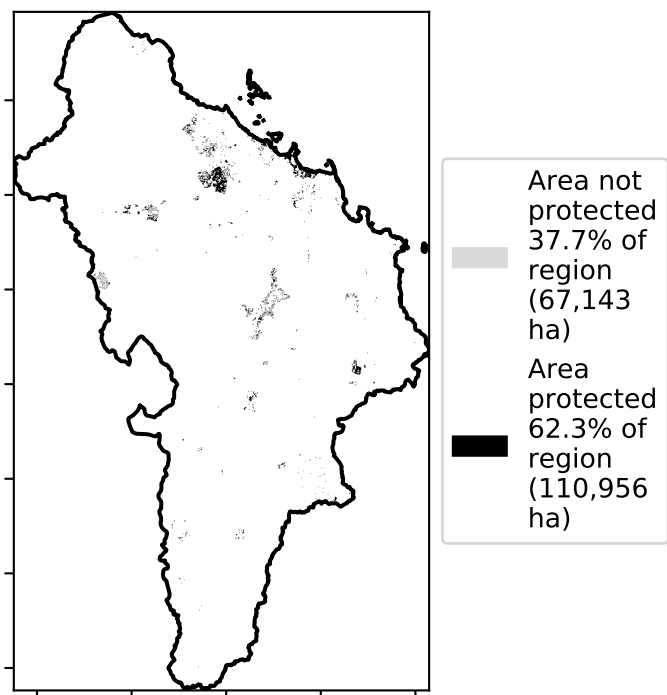 Area not
protected
37.7% of
region
(67,143
ha)
Area
protected
62.3% of
region
(110,956
ha)